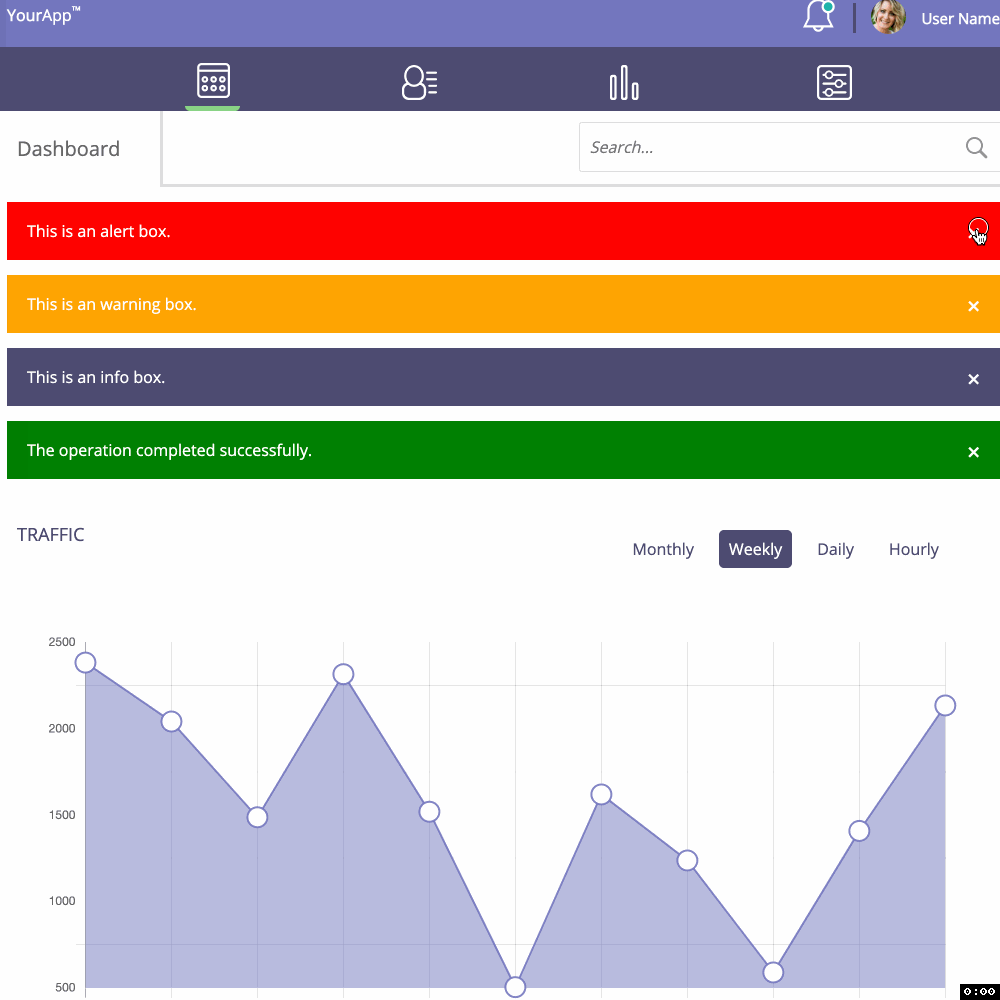 YourApp™
User Name
Dashboard
Search...
This is an alert box.
This is an warning box.
This is an info box.
The operation completed successfully.
TRAFFIC
Monthly Weekly Daily Hourly
2500
2000
1500
1000
500
0:00